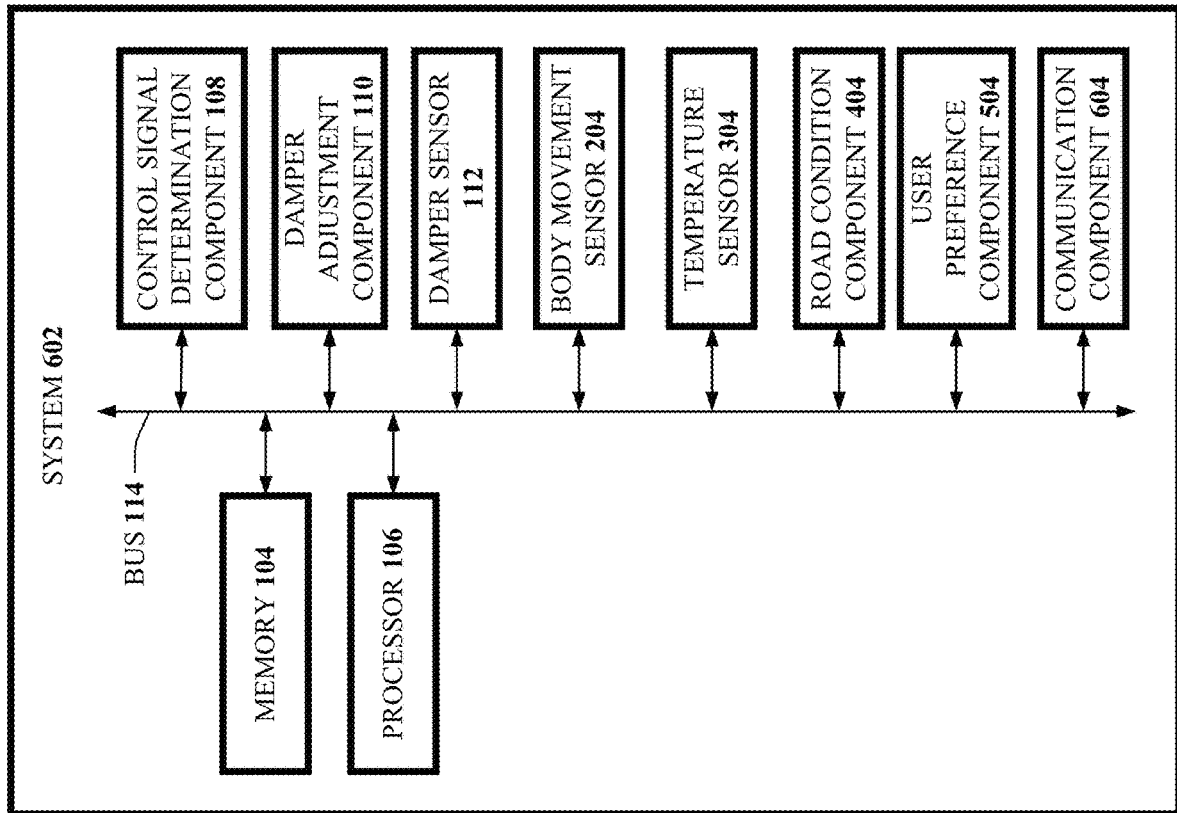 SYSTEM 602
BUS 114
MEMORY 104
PROCESSOR 106
CONTROL SIGNAL
DETERMINATION
COMPONENT 108
DAMPER
ADJUSTMENT
COMPONENT 110
DAMPER SENSOR
112
BODY MOVEMENT
SENSOR 204
TEMPERATURE
SENSOR 304
ROAD CONDITION
COMPONENT 404
USER
PREFERENCE
COMPONENT 504
COMMUNICATION
COMPONENT 604